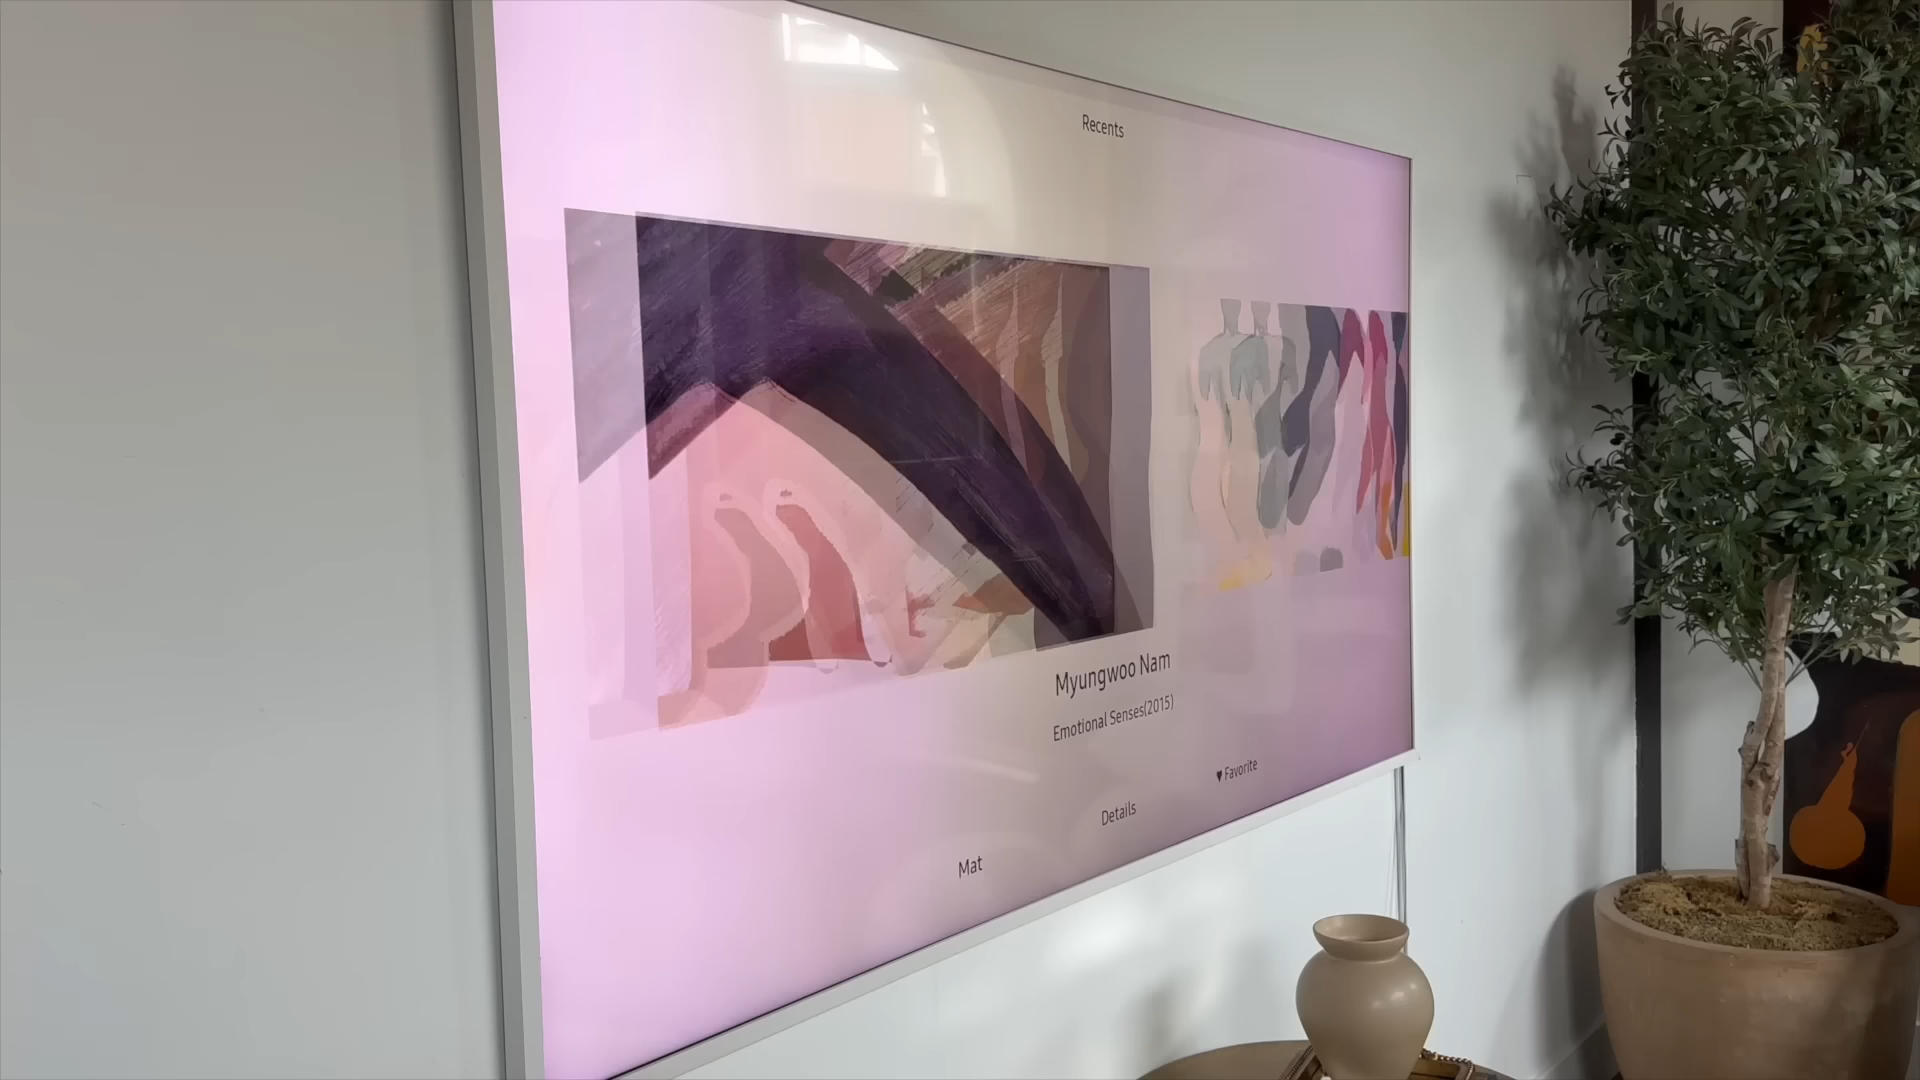 Recents
Myungwoo Nam
Emotional Senses(2015)
♥ Favorite
Details
Mat